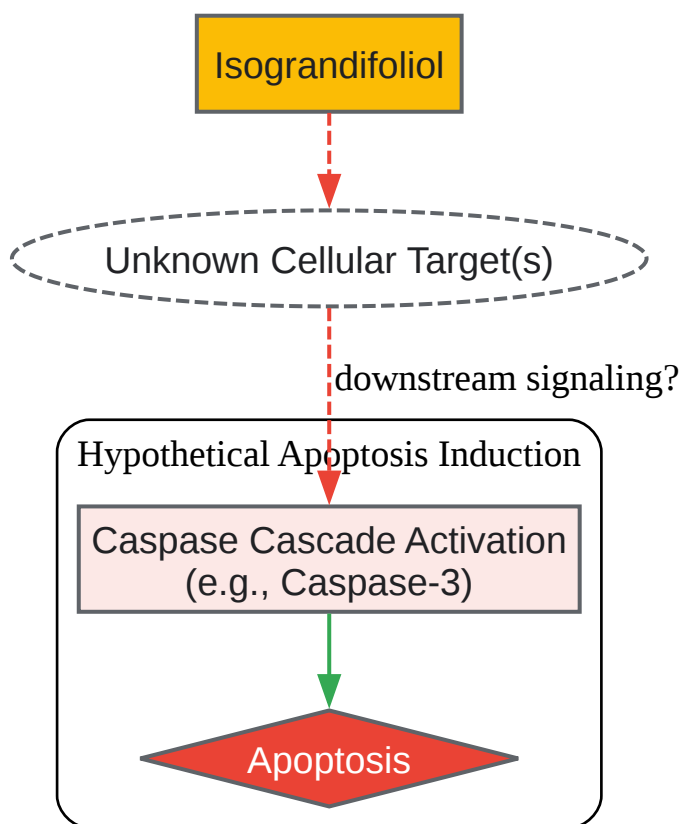 Isograndifoliol
Unknown Cellular Target(s)
downstream signaling?
Hypothetical Apoptosis Induction
Caspase Cascade Activation
(e.g., Caspase-3)
Apoptosis